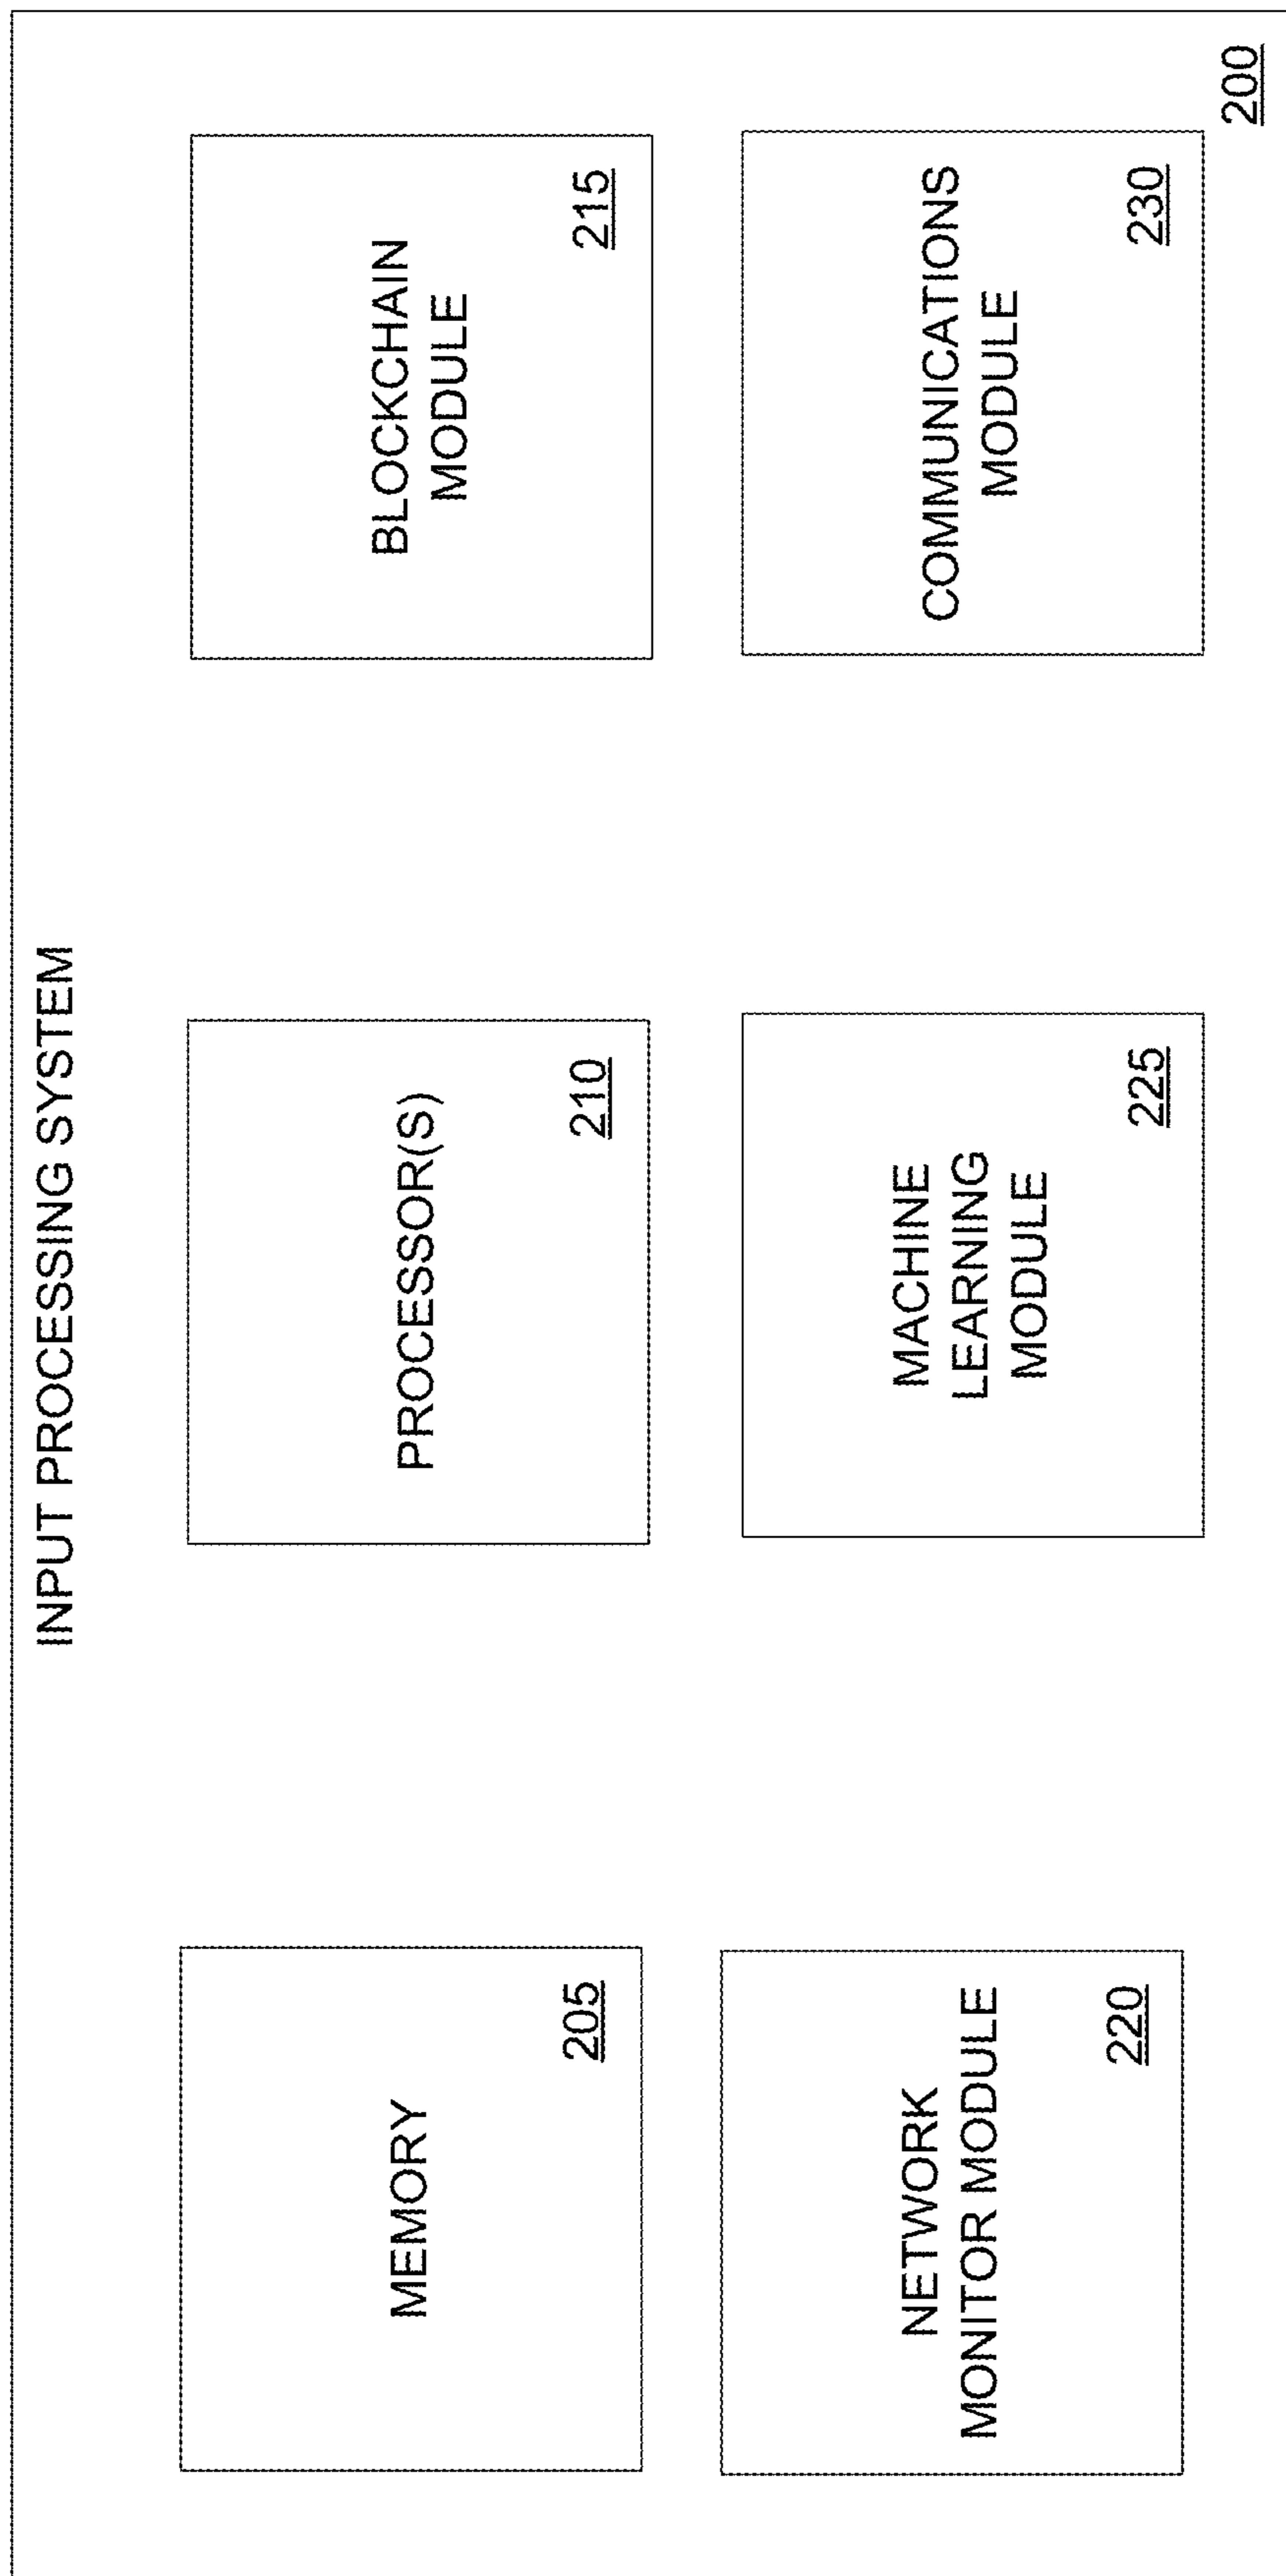 INPUT PROCESSING SYSTEM
MEMORY
205
PROCESSOR(S)
210
BLOCKCHAIN
MODULE
215
NETWORK
MONITOR MODULE
220
MACHINE
LEARNING
MODULE
225
COMMUNICATIONS
MODULE
230
200